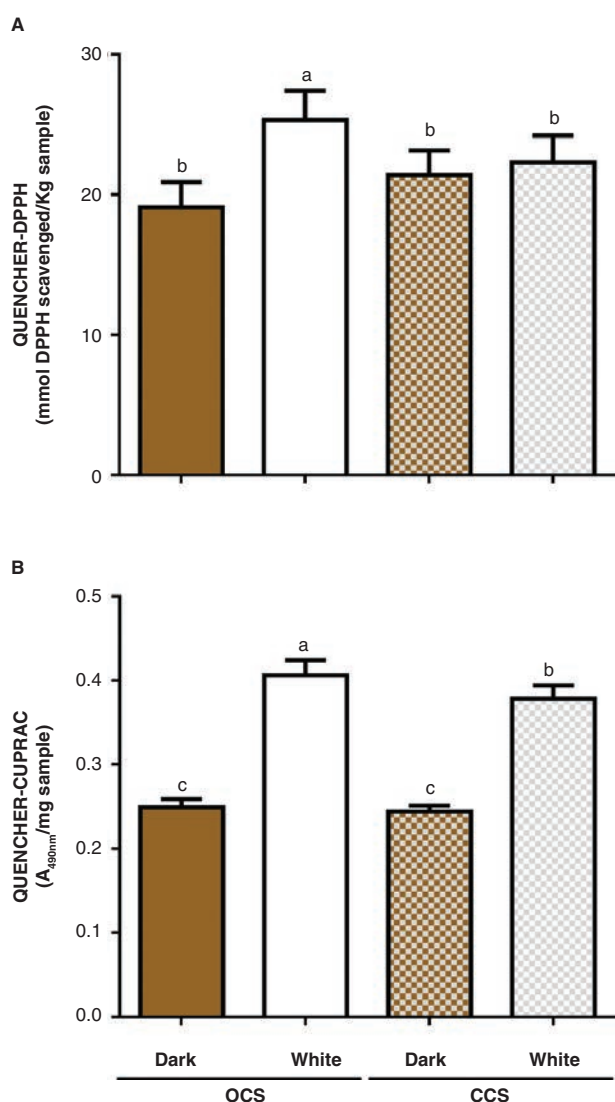 A
QUENCHER-DPPH
(mmol DPPH scavenged/Kg sample)
30
20
10
0
b
a
b
b
B
QUENCHER-CUPRAC
(A490nm/mg sample)
0.5
0.4
0.3
0.2
0.1
0.0
c
a
c
b
Dark White Dark White
OCS CCS